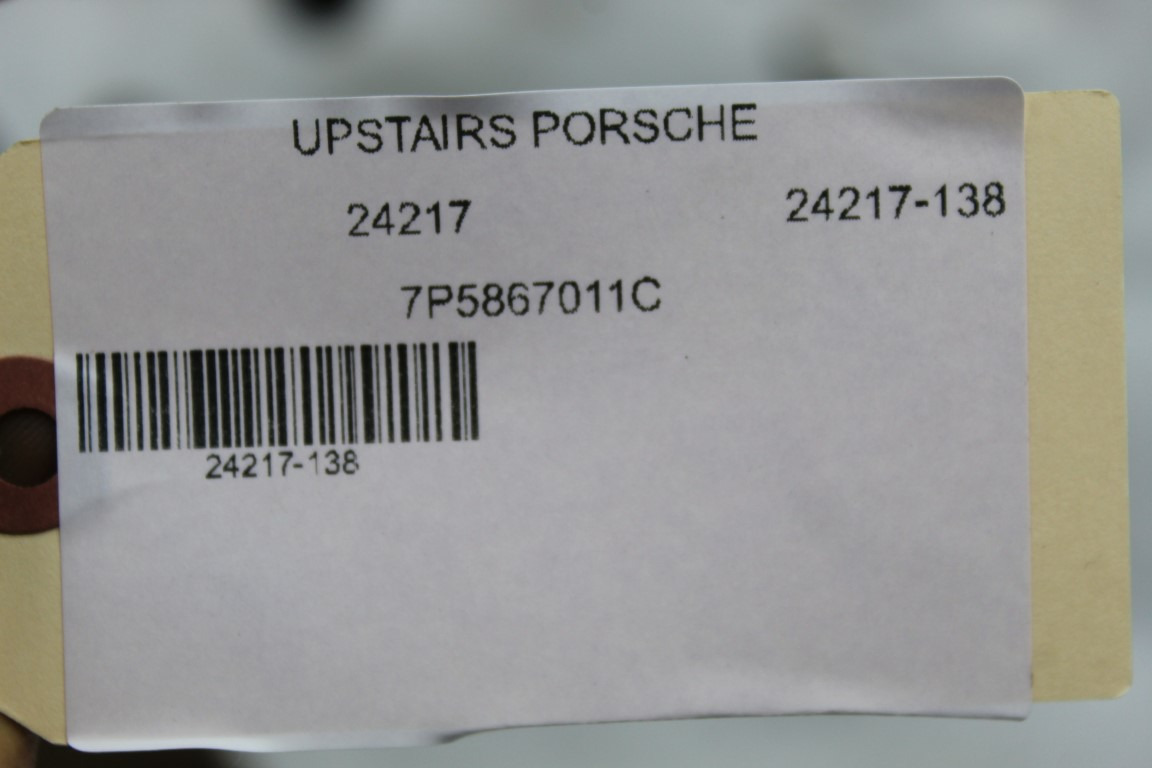 UPSTAIRS PORSCHE
24217 24217-138
7P5867011C
24217-138